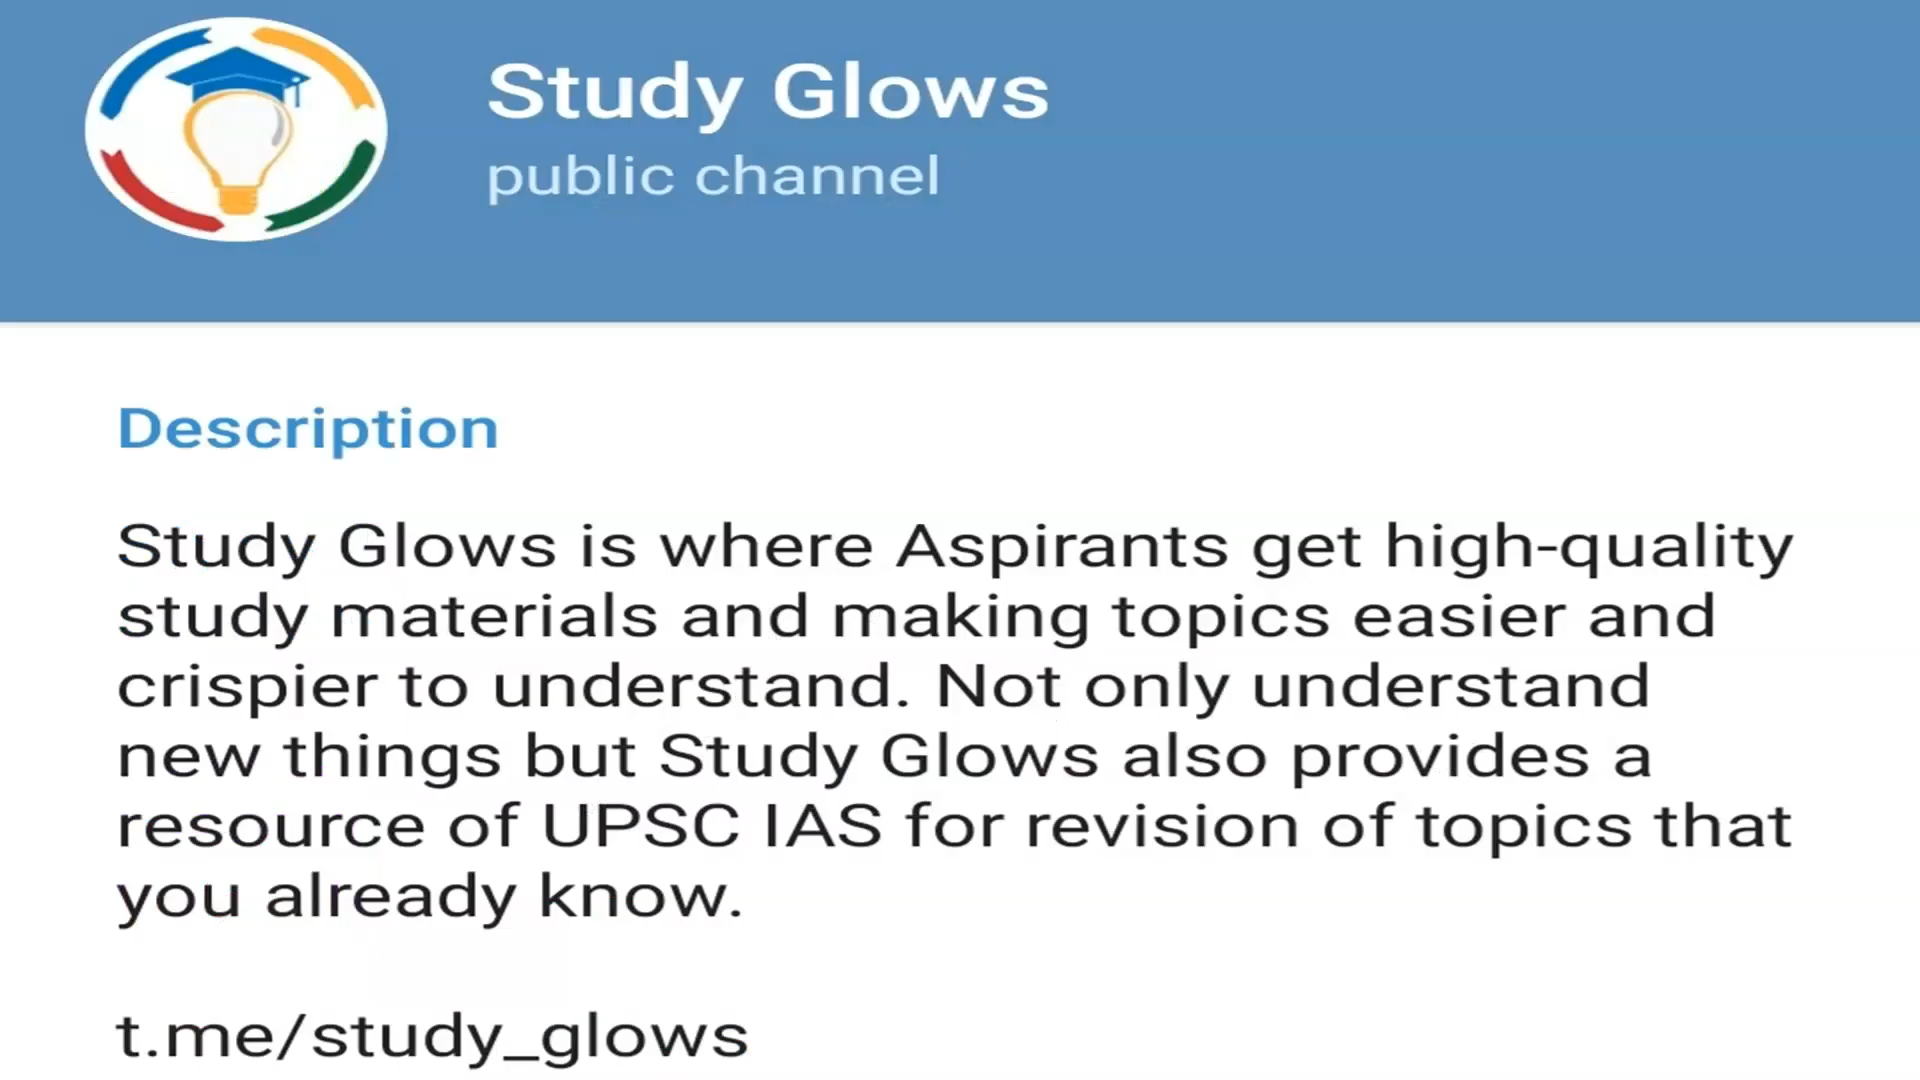 Study Glows
public channel
Description
Study Glows is where Aspirants get high-quality
study materials and making topics easier and
crispier to understand. Not only understand
new things but Study Glows also provides a
resource of UPSC IAS for revision of topics that
you already know.
t.me/study_glows